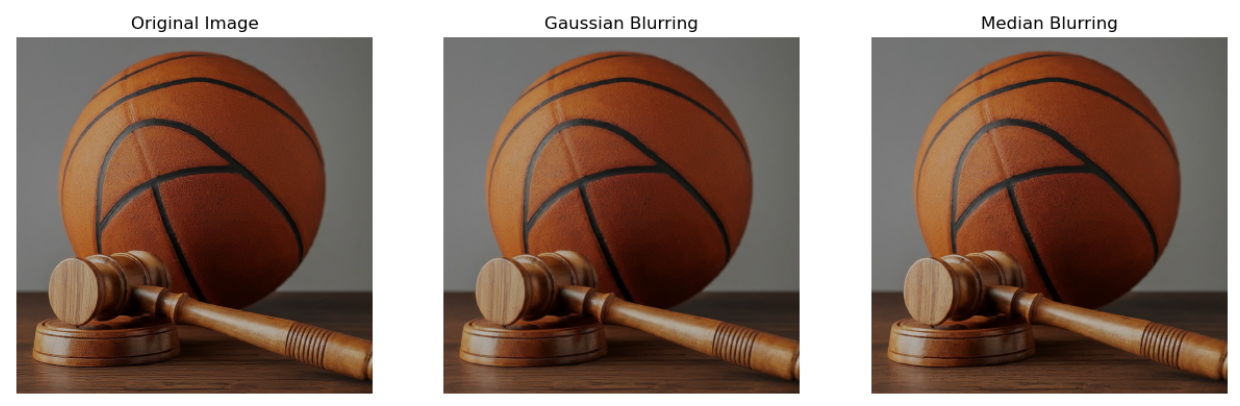 Original Image
Gaussian Blurring
Median Blurring